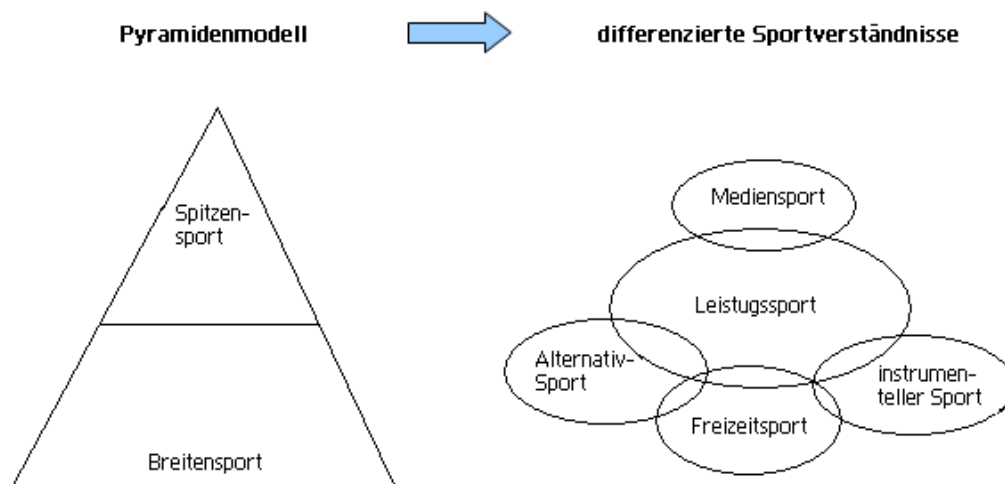 Pyramidenmodell
differenzierte Sportverständnisse
Spitzen-
sport
Breitensport
Mediensport
Leistugssport
Alternativ-
Sport
Freizeitsport
instrumen-
teller Sport